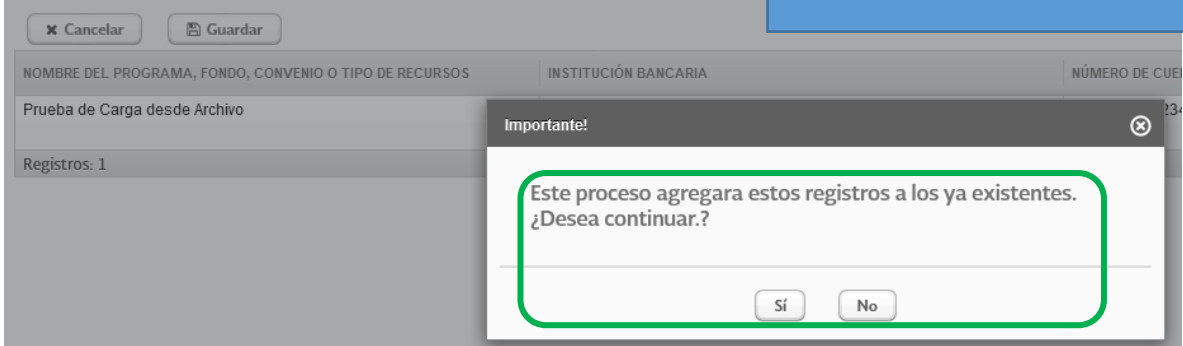 Cancelar Guardar
NOMBRE DEL PROGRAMA, FONDO, CONVENIO O TIPO DE RECURSOS INSTITUCIÓN BANCARIA NÚMERO DE CUE
Prueba de Carga desde Archivo 234
Registros: 1
Importante!
Este proceso agregara estos registros a los ya existentes.
¿Desea continuar.?
Sí No